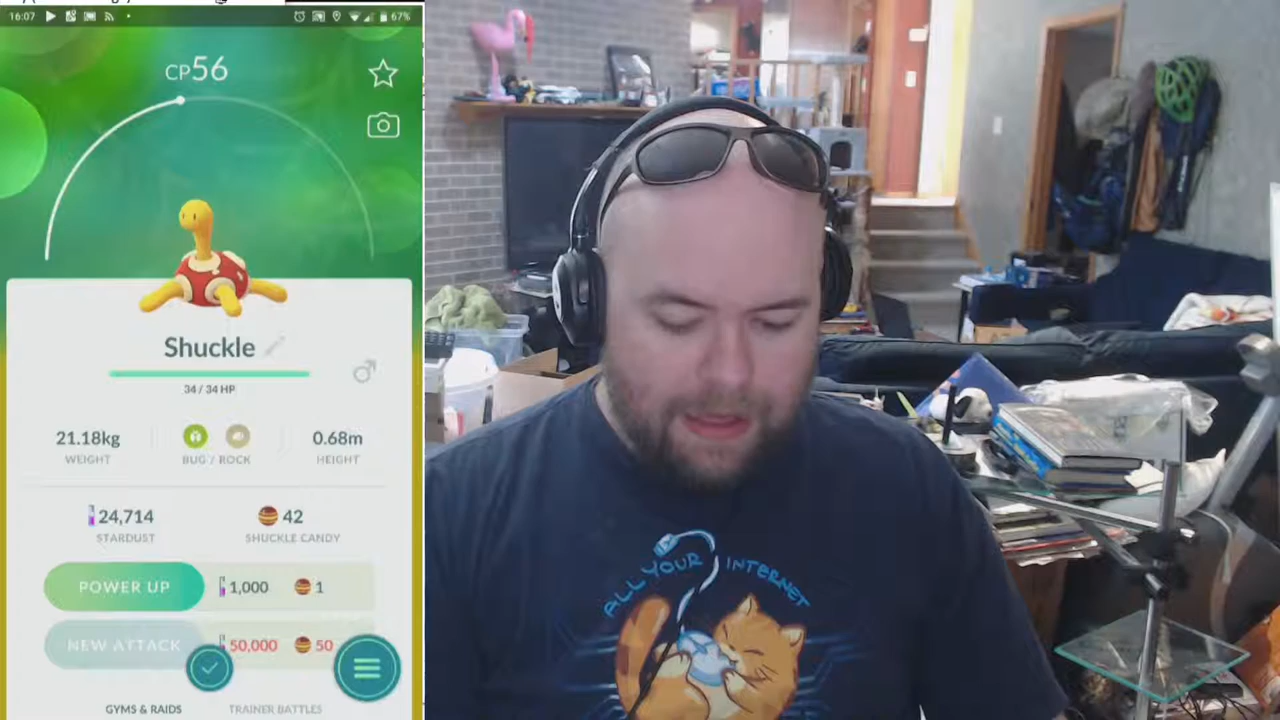 16:07
67%
CP56
Shuckle
34 / 34 HP
21.18kg
WEIGHT
BUG / ROCK
0.68m
HEIGHT
24,714
STARDUST
42
SHUCKLE CANDY
POWER UP
1,000
1
NEW ATTACK
50,000
50
GYMS & RAIDS
TRAINER BATTLES
ALL YOUR INTERNET